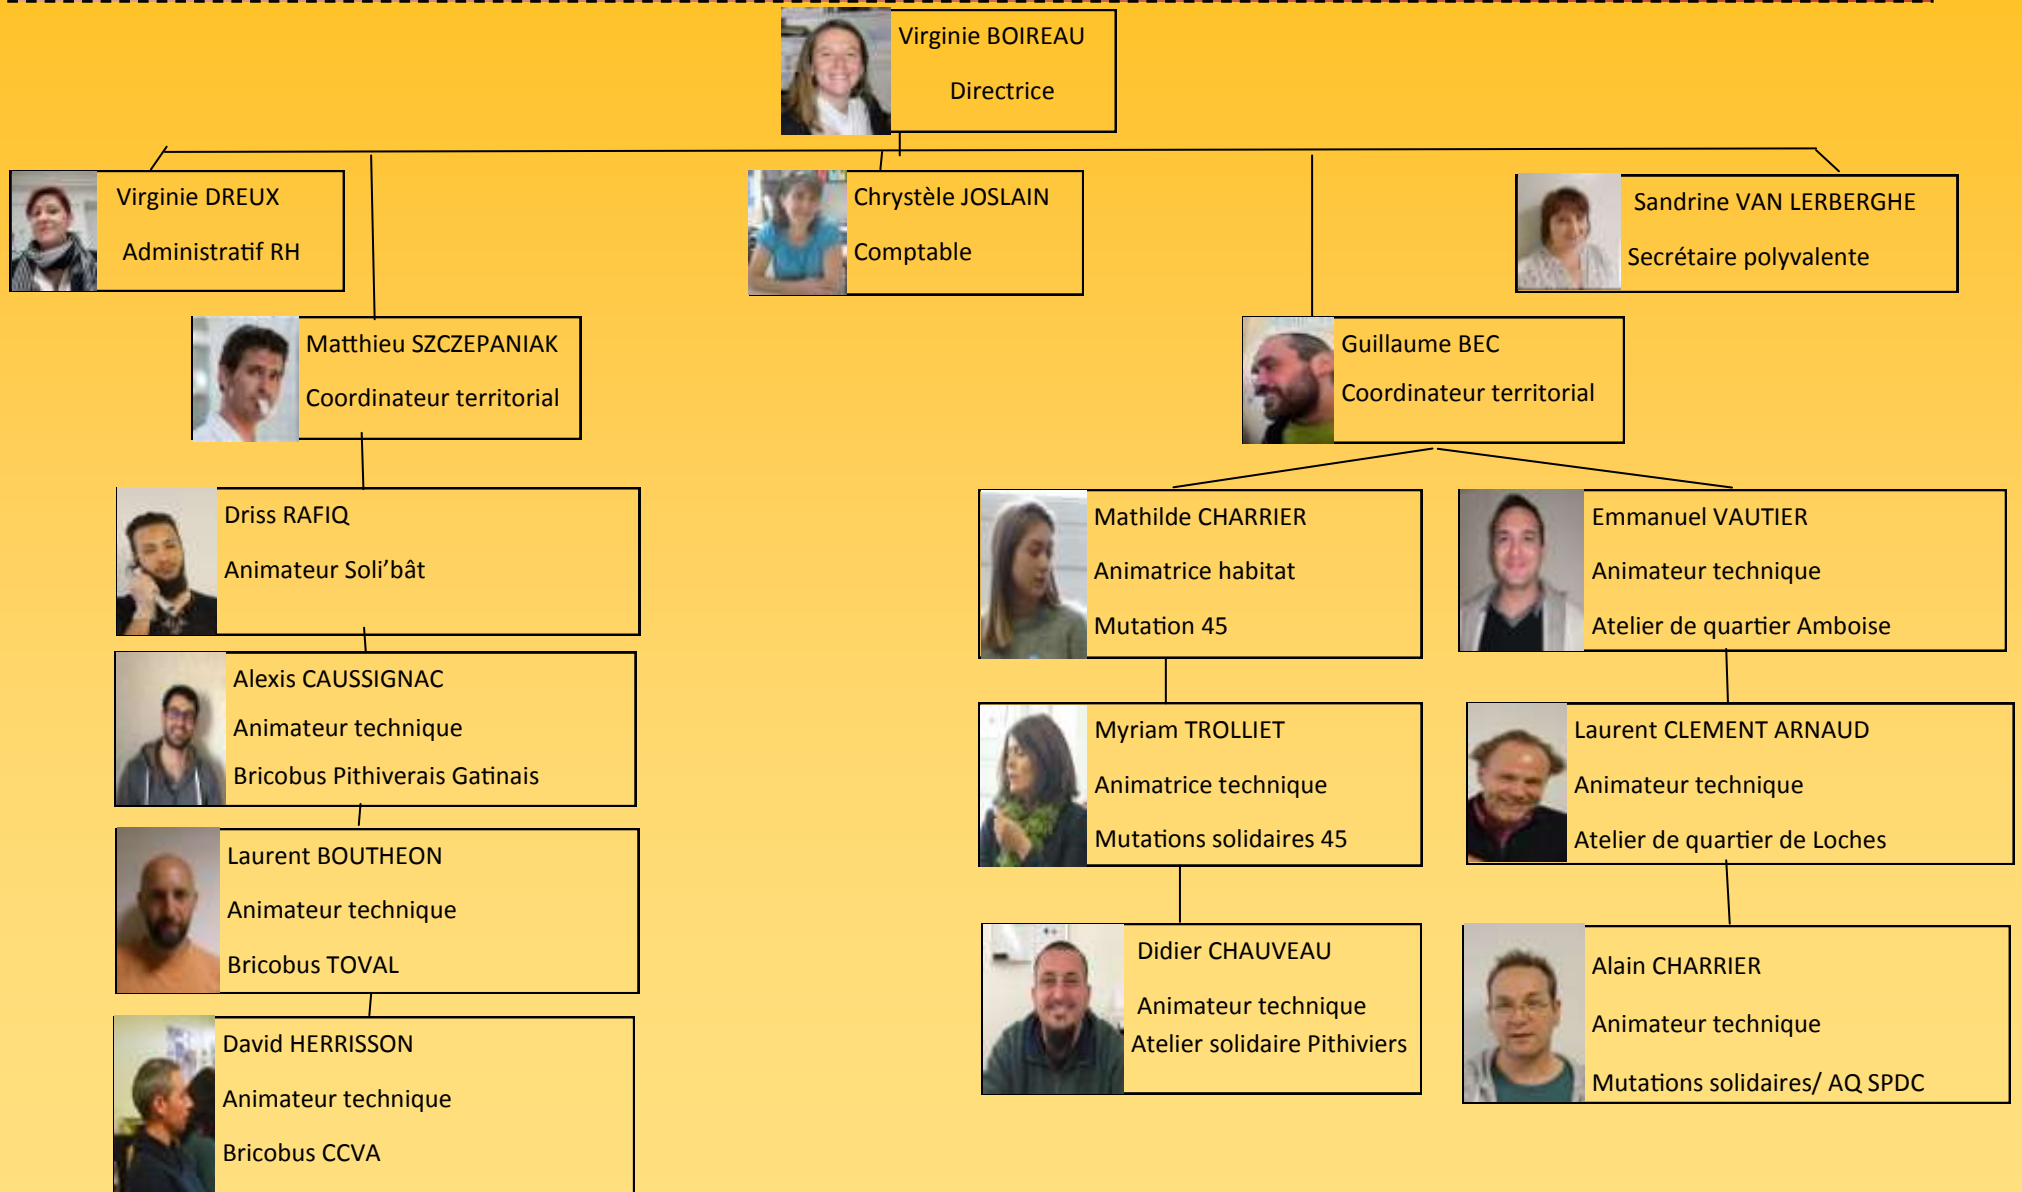 Virginie BOIREAU
Directrice
Virginie DREUX
Administratif RH
Chrystèle JOSLAIN
Comptable
Sandrine VAN LERBERGHE
Secrétaire polyvalente
Matthieu SZCZEPANIAK
Coordinateur territorial
Guillaume BEC
Coordinateur territorial
Driss RAFIQ
Animateur Soli’bât
Alexis CAUSSIGNAC
Animateur technique
Bricobus Pithiverais Gatinais
Laurent BOUTHEON
Animateur technique
Bricobus TOVAL
David HERRISSON
Animateur technique
Bricobus CCVA
Mathilde CHARRIER
Animatrice habitat
Mutation 45
Myriam TROLLIET
Animatrice technique
Mutations solidaires 45
Didier CHAUVEAU
Animateur technique
Atelier solidaire Pithiviers
Emmanuel VAUTIER
Animateur technique
Atelier de quartier Amboise
Laurent CLEMENT ARNAUD
Animateur technique
Atelier de quartier de Loches
Alain CHARRIER
Animateur technique
Mutations solidaires/ AQ SPDC